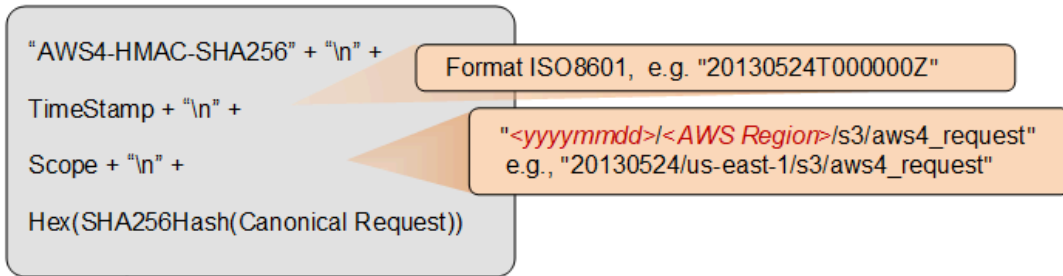 “AWS4-HMAC-SHA256” + “\n” +
Format ISO8601, e.g. "20130524T000000Z"
TimeStamp + “\n” +
"<yyyymmdd>/<AWS Region>/s3/aws4_request"
e.g., "20130524/us-east-1/s3/aws4_request"
Scope + “\n” +
Hex(SHA256Hash(Canonical Request))